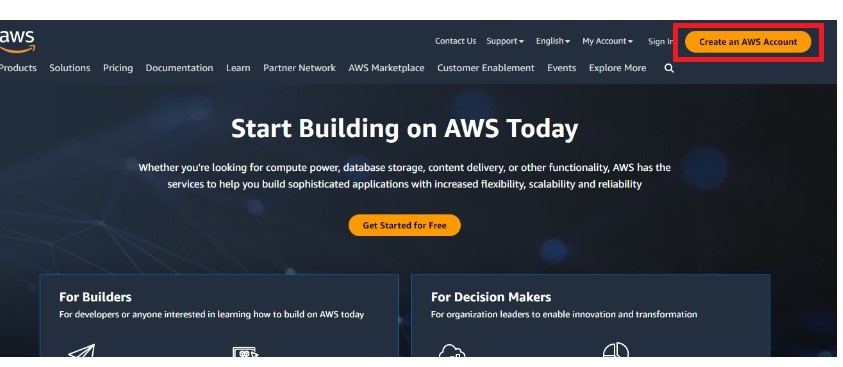 aws
Contact Us Support English My Account Sign In Create an AWS Account
Products Solutions Pricing Documentation Learn Partner Network AWS Marketplace Customer Enablement Events Explore More
Start Building on AWS Today
Whether you're looking for compute power, database storage, content delivery, or other functionality, AWS has the
services to help you build sophisticated applications with increased flexibility, scalability and reliability
Get Started for Free
For Builders
For developers or anyone interested in learning how to build on AWS today
For Decision Makers
For organization leaders to enable innovation and transformation